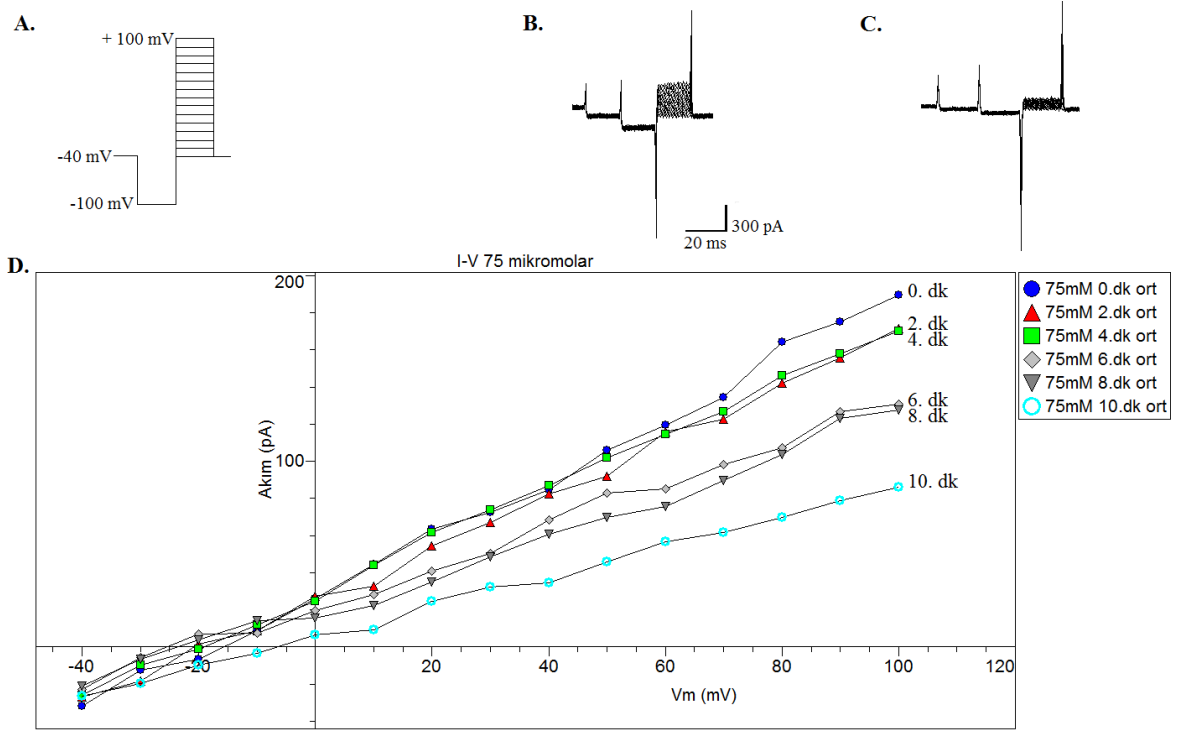 A.
+ 100 mV
-40 mV
-100 mV
B.
C.
300 pA
20 ms
D.
I-V 75 mikromolar
200
100
Akım (pA)
-40
-20
20
40
60
80
100
120
Vm (mV)
0. dk
2. dk
4. dk
6. dk
8. dk
10. dk
75mM 0.dk ort
75mM 2.dk ort
75mM 4.dk ort
75mM 6.dk ort
75mM 8.dk ort
75mM 10.dk ort